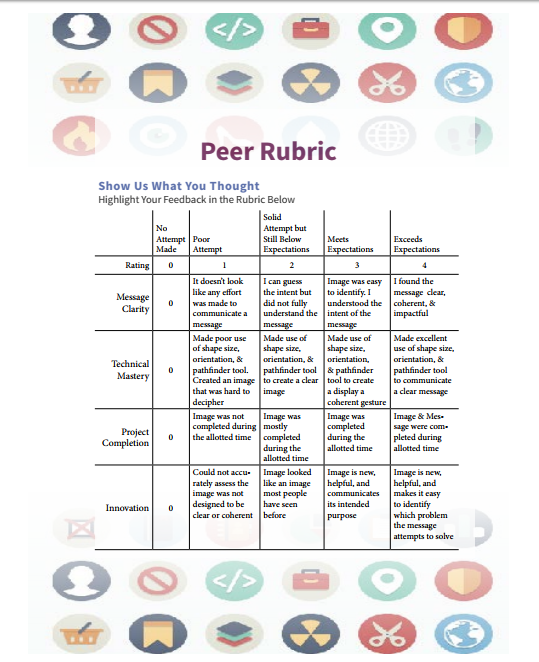 </>
Peer Rubric
Show Us What You Thought
Highlight Your Feedback in the Rubric Below
No
Attempt
Made
Poor
Attempt
Solid
Attempt but
Still Below
Expectations
Meets
Expectations
Exceeds
Expectations
Rating 0 1 2 3 4
Message
Clarity
0
It doesn't look
like any effort
was made to
communicate a
message
I can guess
the intent but
did not fully
understand the
message
Image was easy
to identify. I
understood the
intent of the
message
I found the
message clear,
coherent, &
impactful
Technical
Mastery
0
Made poor use
of shape size,
orientation, &
pathfinder tool.
Created an image
that was hard to
decipher
Made use of
shape size,
orientation, &
pathfinder tool
to create a clear
image
Made use of
shape size,
orientation,
& pathfinder
tool to create
a display a
coherent gesture
Made excellent
use of shape size,
orientation, &
pathfinder tool
to communicate
a clear message
Project
Completion
0
Image was not
completed during
the allotted time
Image was
mostly
completed
during the
allotted time
Image was
completed
during the
allotted time
Image & Mes-
sage were com-
pleted during
allotted time
Innovation
0
Could not accu-
rately assess the
image was not
designed to be
clear or coherent
Image looked
like an image
most people
have seen
before
Image is new,
helpful, and
communicates
its intended
purpose
Image is new,
helpful, and
makes it easy
to identify
which problem
the message
attempts to solve
</>